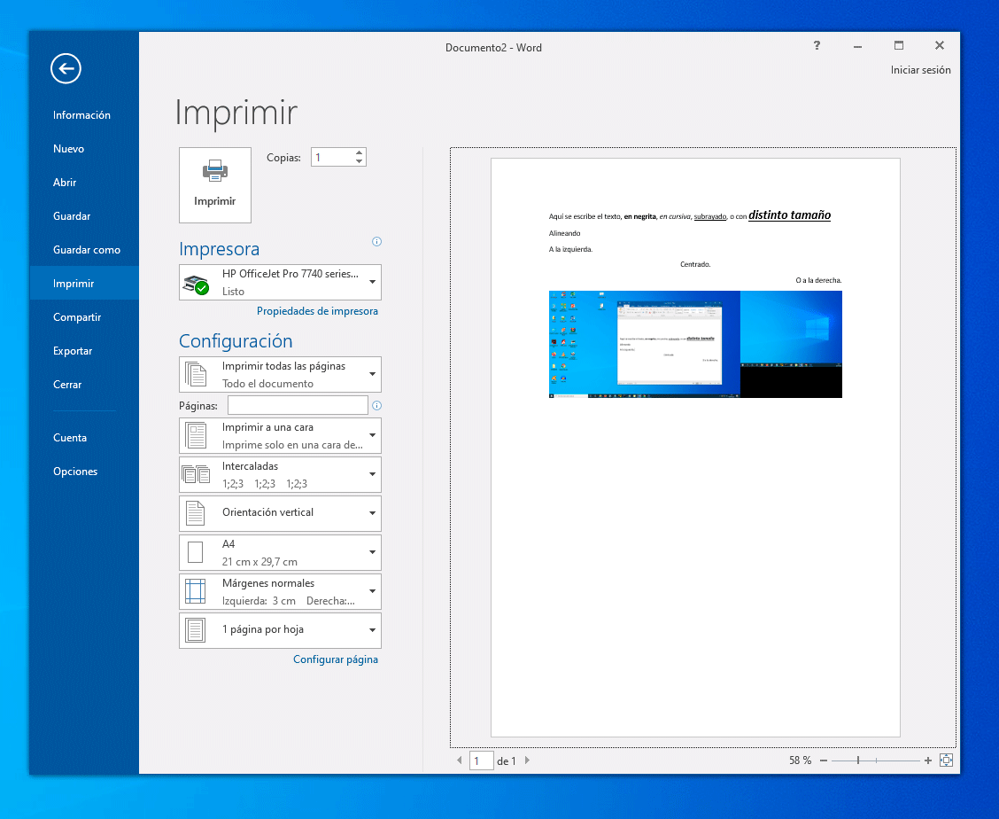 Documento2 - Word
?
Iniciar sesión
Información
Nuevo
Abrir
Guardar
Guardar como
Imprimir
Compartir
Exportar
Cerrar
Cuenta
Opciones
Imprimir
Imprimir
Copias: 1
Impresora
HP OfficeJet Pro 7740 series...
Listo
Propiedades de impresora
Configuración
Imprimir todas las páginas
Todo el documento
Páginas:
Imprimir a una cara
Imprime solo en una cara de...
Intercaladas
1;2;3 1;2;3 1;2;3
Orientación vertical
A4
21 cm x 29,7 cm
Márgenes normales
Izquierda: 3 cm Derecha:...
1 página por hoja
Configurar página
Aquí se escribe el texto, en negrita, en cursiva, subrayado, o con distinto tamaño
Alineando
A la izquierda.
Centrado.
O a la derecha.
distinto tamaño
1 de 1
58 %